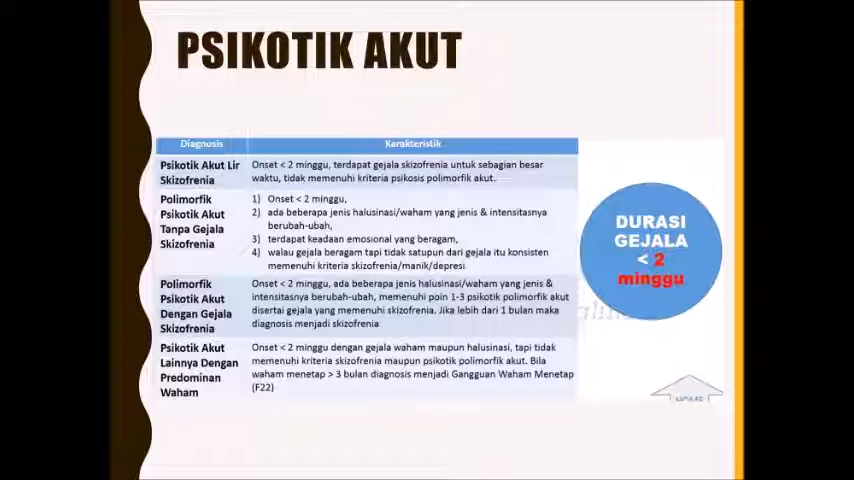 PSIKOTIK AKUT
Diagnosis
Karakteristik
Psikotik Akut Lir
Skizofrenia
Onset < 2 minggu, terdapat gejala skizofrenia untuk sebagian besar
waktu, tidak memenuhi kriteria psikosis polimorfik akut.
Polimorfik
Psikotik Akut
Tanpa Gejala
Skizofrenia
1) Onset < 2 minggu,
2) ada beberapa jenis halusinasi/waham yang jenis & intensitasnya
berubah-ubah,
3) terdapat keadaan emosional yang beragam,
4) walau gejala beragam tapi tidak satupun dari gejala itu konsisten
memenuhi kriteria skizofrenia/manik/depresi
Polimorfik
Psikotik Akut
Dengan Gejala
Skizofrenia
Onset < 2 minggu, ada beberapa jenis halusinasi/waham yang jenis &
intensitasnya berubah-ubah, memenuhi poin 1-3 psikotik polimorfik akut
disertai gejala yang memenuhi skizofrenia. Jika lebih dari 1 bulan maka
diagnosis menjadi skizofrenia
Psikotik Akut
Lainnya Dengan
Predominan
Waham
Onset < 2 minggu dengan gejala waham maupun halusinasi, tapi tidak
memenuhi kriteria skizofrenia maupun psikotik polimorfik akut. Bila
waham menetap > 3 bulan diagnosis menjadi Gangguan Waham Menetap
(F22)
DURASI
GEJALA
< 2
minggu